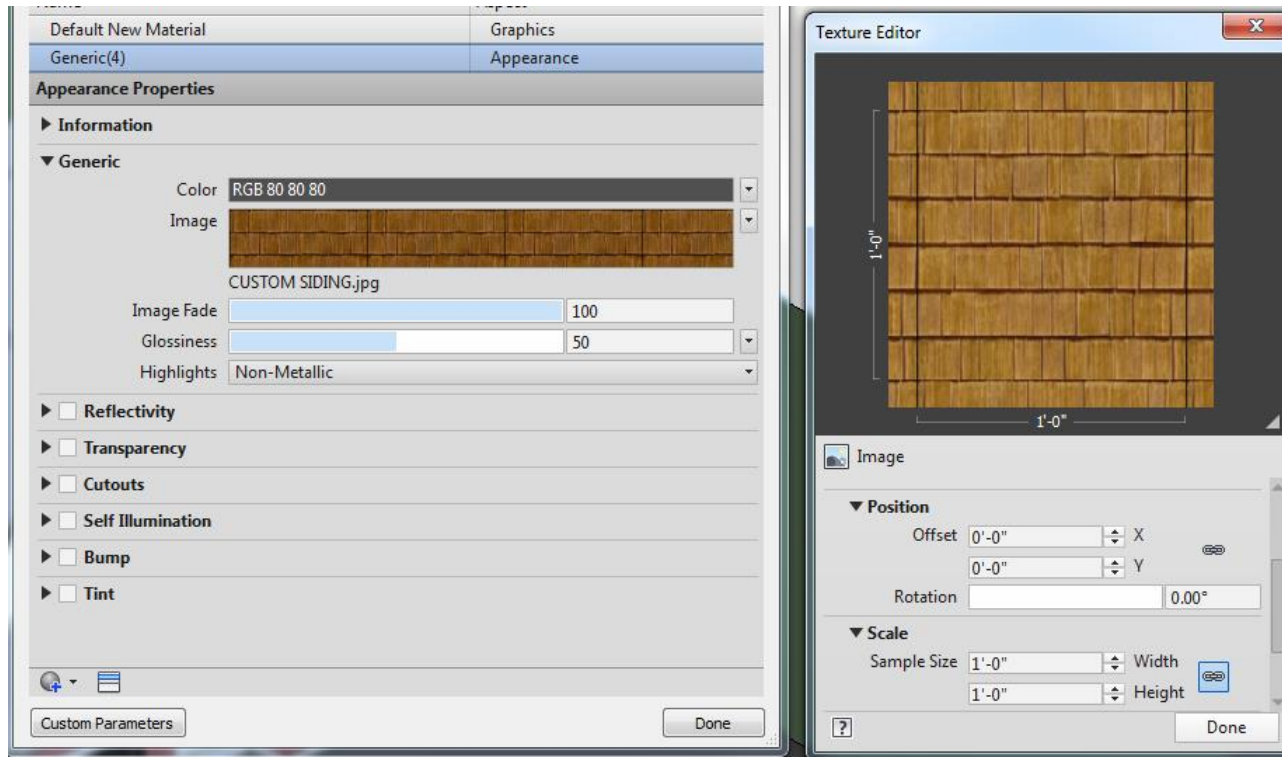 Default New Material Graphics
Generic(4) Appearance
Appearance Properties
Information
Generic
Color RGB 80 80 80
Image
CUSTOM SIDING.jpg
Image Fade 100
Glossiness 50
Highlights Non-Metallic
Reflectivity
Transparency
Cutouts
Self Illumination
Bump
Tint
Custom Parameters Done
Texture Editor
1'-0"
1'-0"
Image
Position
Offset 0'-0" X
0'-0" Y
Rotation 0.00°
Scale
Sample Size 1'-0" Width
1'-0" Height
? Done